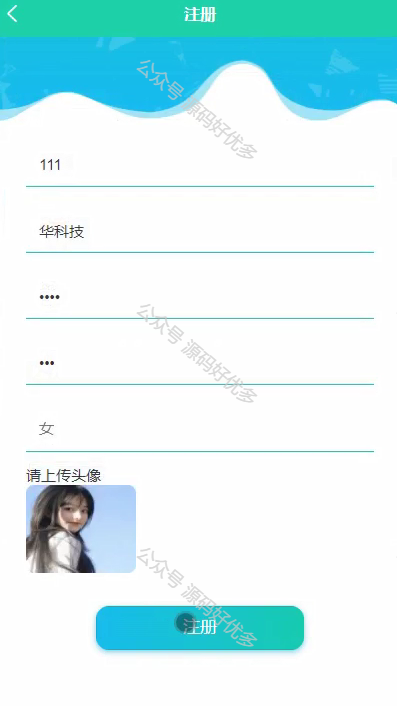 注册
公众号 源码好优多
111
华科技
••••
公众号 源码好优多
•••
女
请上传头像
公众号 源码好优多
注册